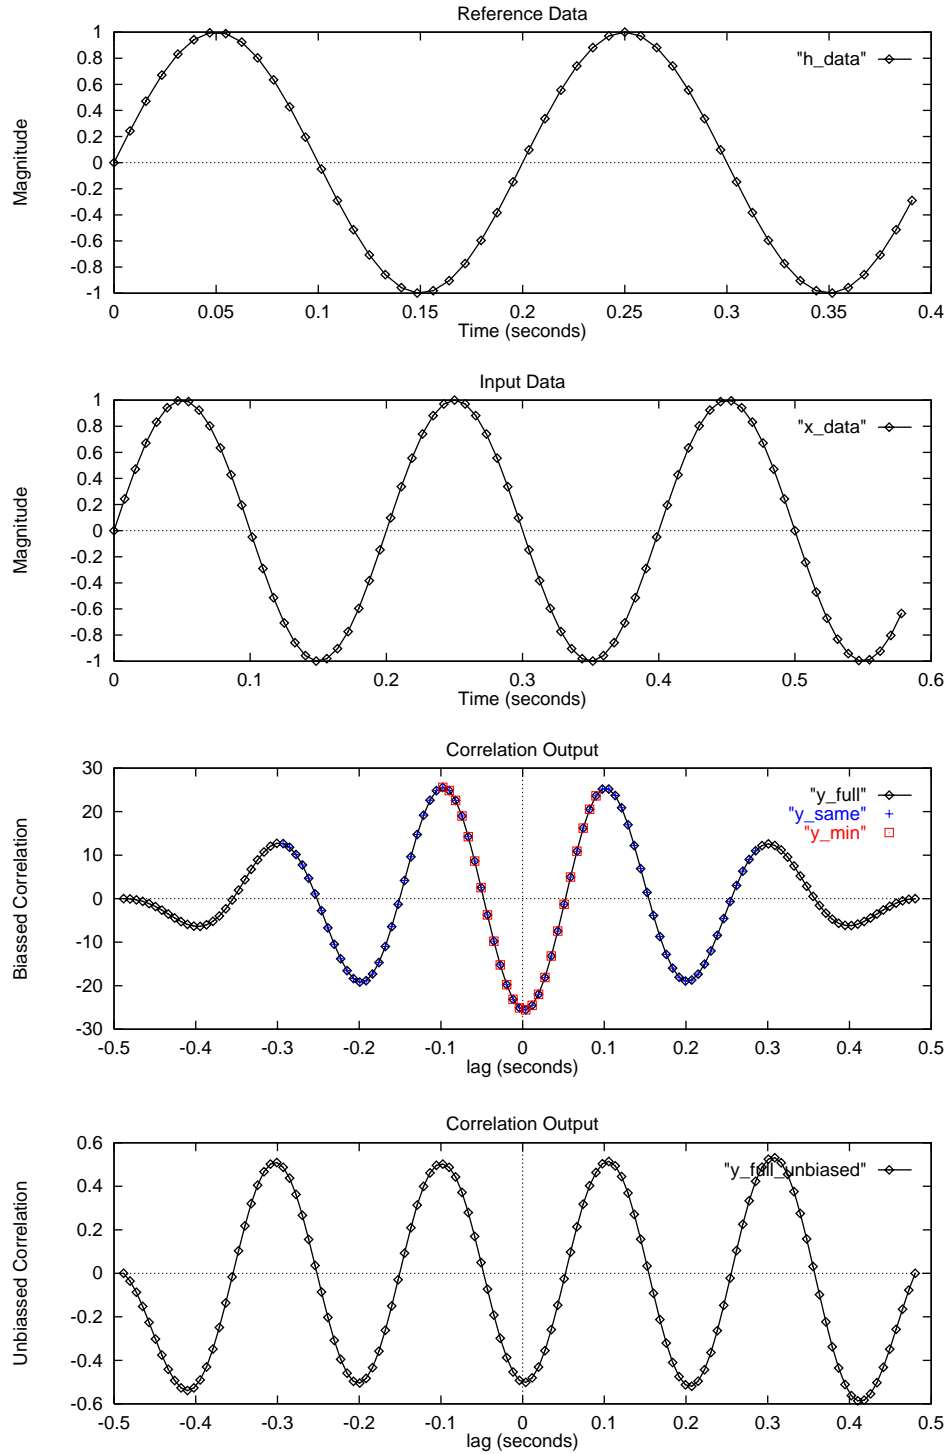 Reference Data
1
0.8
0.6
0.4
0.2
0
-0.2
-0.4
-0.6
-0.8
-1
Magnitude
"h_data"
0 0.05 0.1 0.15 0.2 0.25 0.3 0.35 0.4
Time (seconds)
Input Data
1
0.8
0.6
0.4
0.2
0
-0.2
-0.4
-0.6
-0.8
-1
Magnitude
"x_data"
0 0.1 0.2 0.3 0.4 0.5 0.6
Time (seconds)
Correlation Output
30
20
10
0
-10
-20
-30
Biassed Correlation
"y_full"
"y_same"
"y_min"
-0.5 -0.4 -0.3 -0.2 -0.1 0 0.1 0.2 0.3 0.4 0.5
lag (seconds)
Correlation Output
0.6
0.4
0.2
0
-0.2
-0.4
-0.6
Unbiassed Correlation
"y_full_unbiased"
-0.5 -0.4 -0.3 -0.2 -0.1 0 0.1 0.2 0.3 0.4 0.5
lag (seconds)